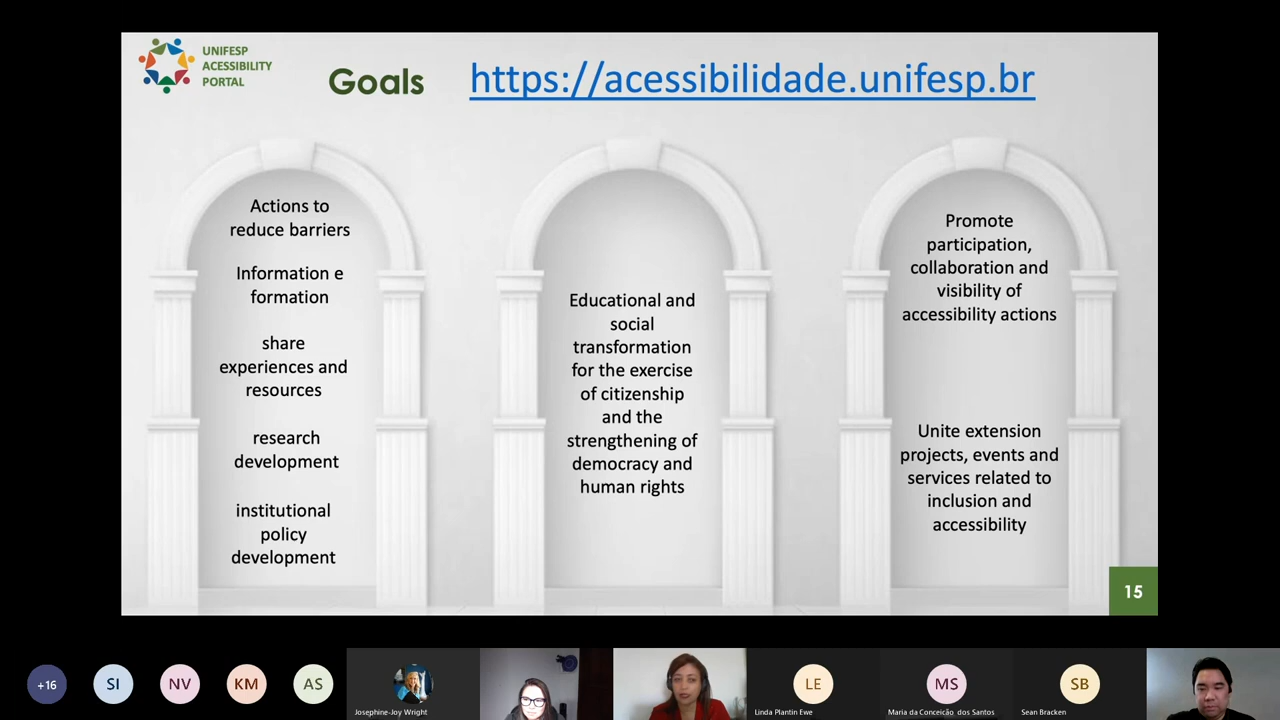 UNIFESP
ACESSIBILITY
PORTAL
Goals https://acessibilidade.unifesp.br
Actions to
reduce barriers
Information e
formation
share
experiences and
resources
research
development
institutional
policy
development
Educational and
social
transformation
for the exercise
of citizenship
and the
strengthening of
democracy and
human rights
Promote
participation,
collaboration and
visibility of
accessibility actions
Unite extension
projects, events and
services related to
inclusion and
accessibility
15
+16
SI
NV
KM
AS
Josephine-Joy Wright
LE
Linda Plantin Ewe
MS
Maria da Conceicão dos Santos
SB
Sean Bracken